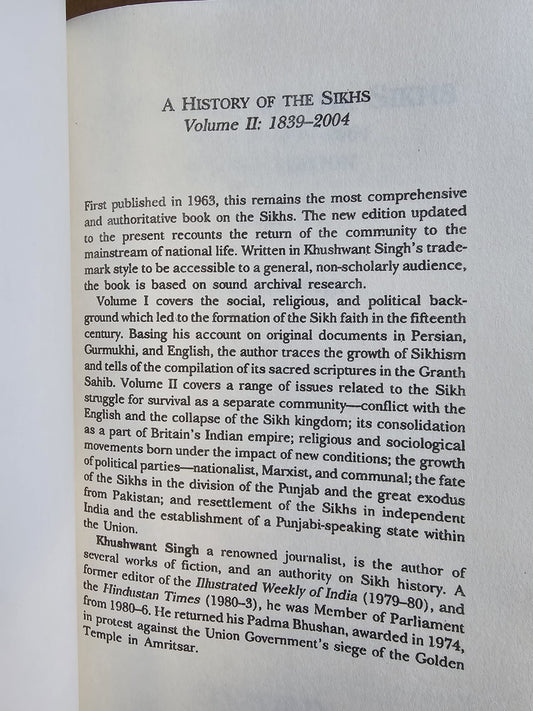 A HISTORY OF THE SIKHS
Volume II: 1839–2004
First published in 1963, this remains the most comprehensive
and authoritative book on the Sikhs. The new edition updated
to the present recounts the return of the community to the
mainstream of national life. Written in Khushwant Singh's trade-
mark style to be accessible to a general, non-scholarly audience,
the book is based on sound archival research.
Volume I covers the social, religious, and political back-
ground which led to the formation of the Sikh faith in the fifteenth
century. Basing his account on original documents in Persian,
Gurmukhi, and English, the author traces the growth of Sikhism
and tells of the compilation of its sacred scriptures in the Granth
Sahib. Volume II covers a range of issues related to the Sikh
struggle for survival as a separate community—conflict with the
English and the collapse of the Sikh kingdom; its consolidation
as a part of Britain's Indian empire; religious and sociological
movements born under the impact of new conditions; the growth
of political parties—nationalist, Marxist, and communal; the fate
of the Sikhs in the division of the Punjab and the great exodus
from Pakistan; and resettlement of the Sikhs in independent
India and the establishment of a Punjabi-speaking state within
the Union.
Khushwant Singh a renowned journalist, is the author of
several works of fiction, and an authority on Sikh history. A
former editor of the Illustrated Weekly of India (1979–80), and
the Hindustan Times (1980–3), he was Member of Parliament
from 1980–6. He returned his Padma Bhushan, awarded in 1974,
in protest against the Union Government's siege of the Golden
Temple in Amritsar.